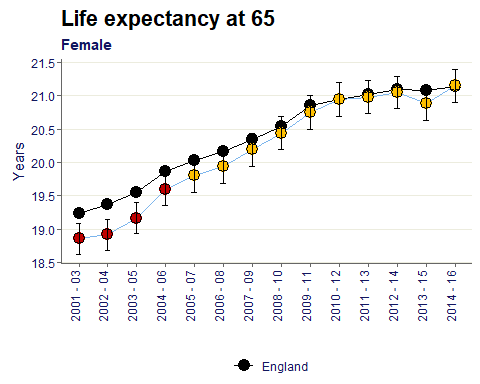 Life expectancy at 65
Female
21.5
21.0
20.5
20.0
19.5
19.0
18.5
Years
2001 - 03
2002 - 04
2003 - 05
2004 - 06
2005 - 07
2006 - 08
2007 - 09
2008 - 10
2009 - 11
2010 - 12
2011 - 13
2012 - 14
2013 - 15
2014 - 16
England